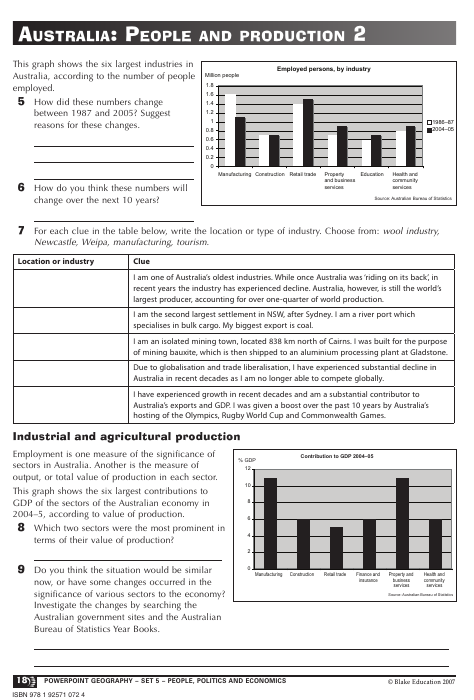 AUSTRALIA: PEOPLE AND PRODUCTION 2
This graph shows the six largest industries in
Australia, according to the number of people
employed.
5 How did these numbers change
between 1987 and 2005? Suggest
reasons for these changes.
6 How do you think these numbers will
change over the next 10 years?
Employed persons, by industry
Million people
1.8
1.6
1.4
1.2
1
0.8
0.6
0.4
0.2
0
Manufacturing Construction Retail trade Property and business services Education Health and community services
1986–87
2004–05
Source: Australian Bureau of Statistics
7 For each clue in the table below, write the location or type of industry. Choose from: wool industry,
Newcastle, Weipa, manufacturing, tourism.
Location or industry Clue
I am one of Australia's oldest industries. While once Australia was 'riding on its back', in
recent years the industry has experienced decline. Australia, however, is still the world's
largest producer, accounting for over one-quarter of world production.
I am the second largest settlement in NSW, after Sydney. I am a river port which
specialises in bulk cargo. My biggest export is coal.
I am an isolated mining town, located 838 km north of Cairns. I was built for the purpose
of mining bauxite, which is then shipped to an aluminium processing plant at Gladstone.
Due to globalisation and trade liberalisation, I have experienced substantial decline in
Australia in recent decades as I am no longer able to compete globally.
I have experienced growth in recent decades and am a substantial contributor to
Australia's exports and GDP. I was given a boost over the past 10 years by Australia's
hosting of the Olympics, Rugby World Cup and Commonwealth Games.
Industrial and agricultural production
Employment is one measure of the significance of
sectors in Australia. Another is the measure of
output, or total value of production in each sector.
This graph shows the six largest contributions to
GDP of the sectors of the Australian economy in
2004–5, according to value of production.
8 Which two sectors were the most prominent in
terms of their value of production?
9 Do you think the situation would be similar
now, or have some changes occurred in the
significance of various sectors to the economy?
Investigate the changes by searching the
Australian government sites and the Australian
Bureau of Statistics Year Books.
Contribution to GDP 2004–05
% GDP
12
10
8
6
4
2
0
Manufacturing Construction Retail trade Finance and insurance Property and business services Health and community services
Source: Australian Bureau of Statistics
18 POWERPOINT GEOGRAPHY – SET 5 – PEOPLE, POLITICS AND ECONOMICS
© Blake Education 2007
ISBN 978 1 92571 072 4